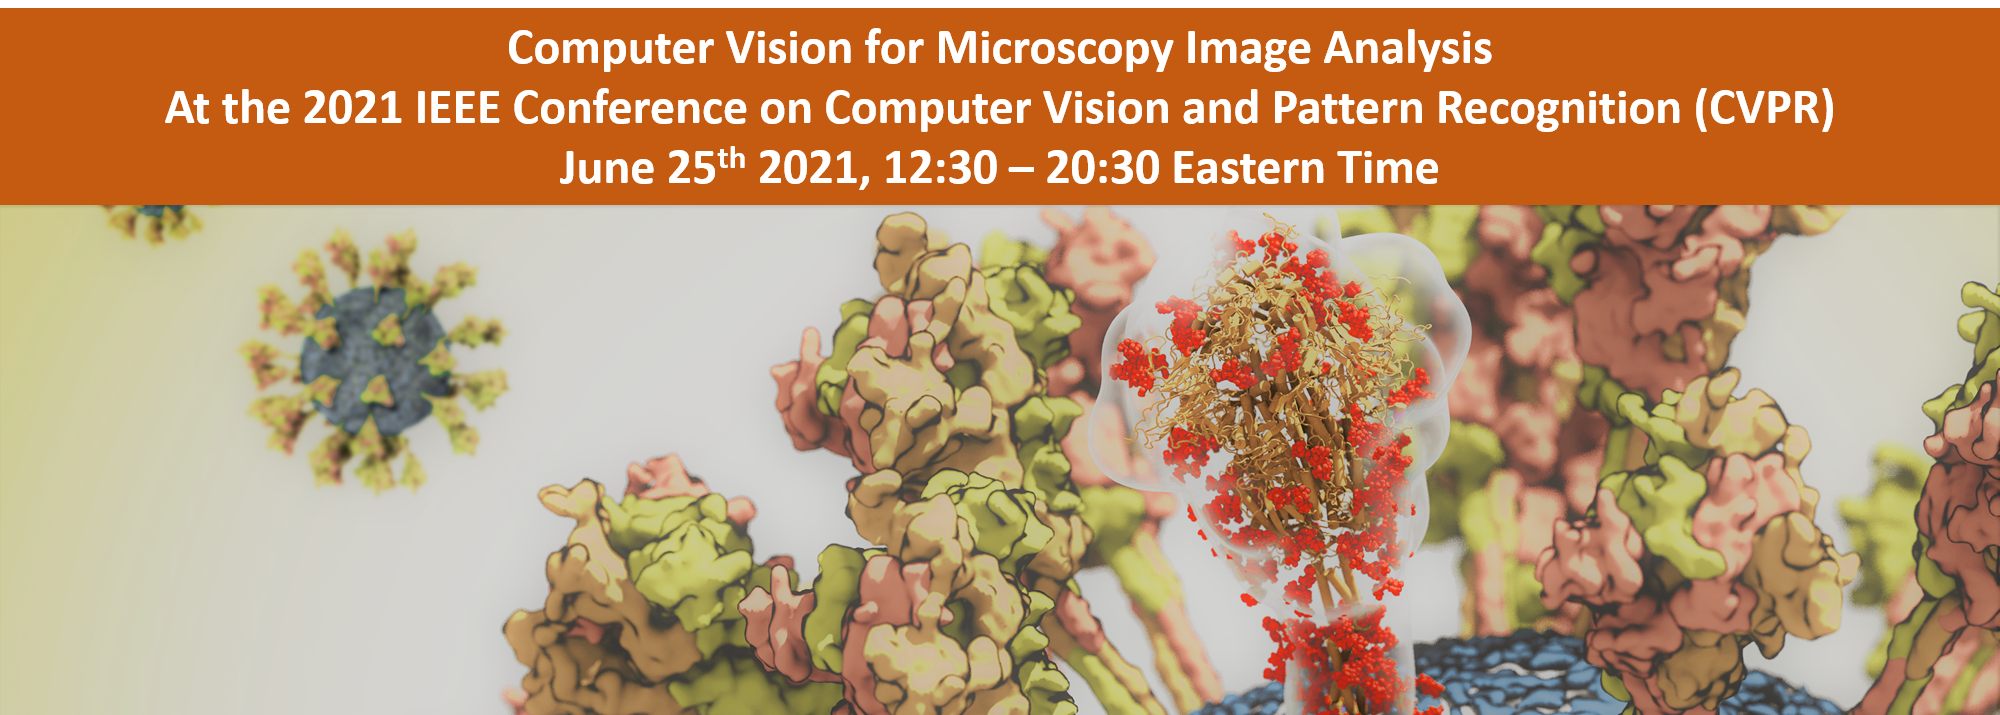 Computer Vision for Microscopy Image Analysis
At the 2021 IEEE Conference on Computer Vision and Pattern Recognition (CVPR)
June 25th 2021, 12:30 – 20:30 Eastern Time